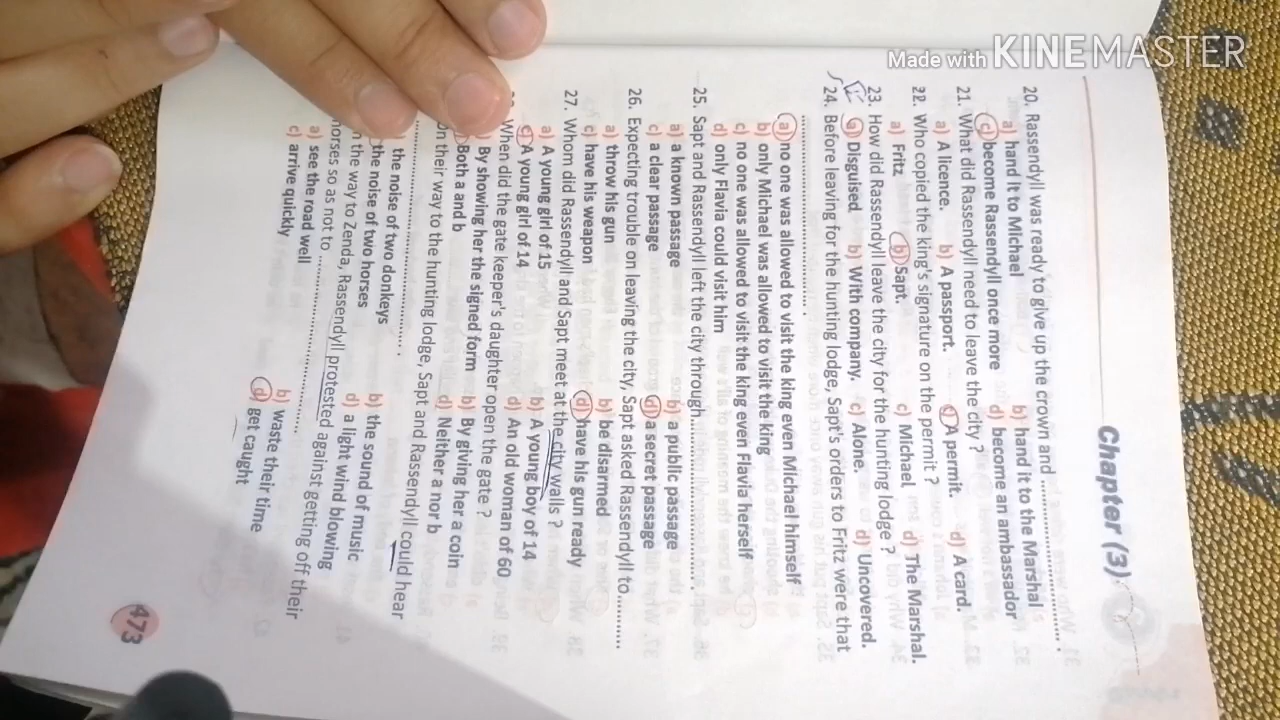 Made with KINEMASTER
Chapter (3)
20. Rassendyll was ready to give up the crown and .................... .
a) hand it to Michael b) hand it to the Marshal
c) become Rassendyll once more d) become an ambassador
21. What did Rassendyll need to leave the city ?
a) A licence. b) A passport. c) A permit. d) A card.
22. Who copied the king's signature on the permit ?
a) Fritz b) Sapt. c) Michael d) The Marshal.
23. How did Rassendyll leave the city for the hunting lodge ?
a) Disguised b) With company. c) Alone. d) Uncovered.
24. Before leaving for the hunting lodge, Sapt's orders to Fritz were that
.................... .
a) no one was allowed to visit the king even Michael himself
b) only Michael was allowed to visit the king
c) no one was allowed to visit the king even Flavia herself
d) only Flavia could visit him
25. Sapt and Rassendyll left the city through.................... .
a) a known passage b) a public passage
c) a clear passage d) a secret passage
26. Expecting trouble on leaving the city, Sapt asked Rassendyll to..........
a) throw his gun b) be disarmed
c) have his weapon d) have his gun ready
27. Whom did Rassendyll and Sapt meet at the city walls ?
a) A young girl of 15 b) A young boy of 14
c) A young girl of 14 d) An old woman of 60
When did the gate keeper's daughter open the gate ?
By showing her the signed form b) By giving her a coin
Both a and b d) Neither a nor b
on their way to the hunting lodge, Sapt and Rassendyll could hear
.................... .
the noise of two donkeys b) the sound of music
the noise of two horses d) a light wind blowing
the way to Zenda, Rassendyll protested against getting off their
horses so as not to ....................
a) see the road well b) waste their time
c) arrive quickly d) get caught
473